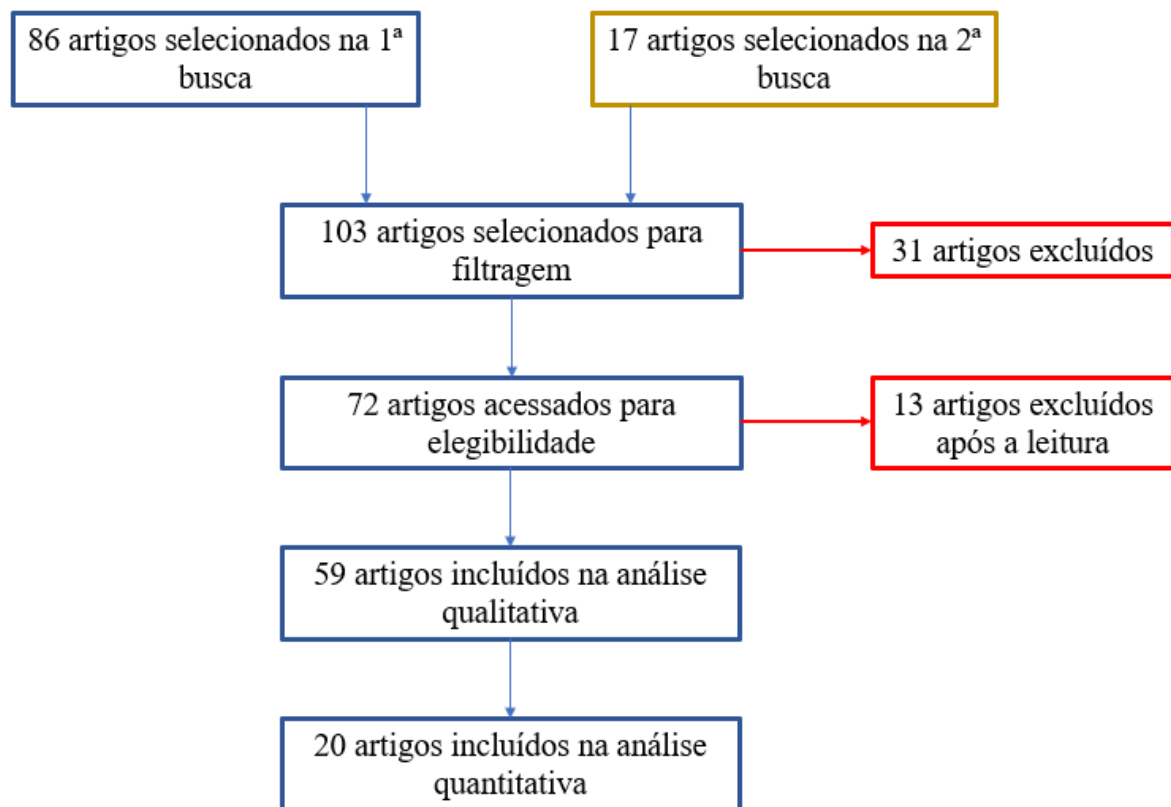 86 artigos selecionados na 1ª
busca
17 artigos selecionados na 2ª
busca
103 artigos selecionados para
filtragem
31 artigos excluídos
72 artigos acessados para
elegibilidade
13 artigos excluídos
após a leitura
59 artigos incluídos na análise
qualitativa
20 artigos incluídos na análise
quantitativa